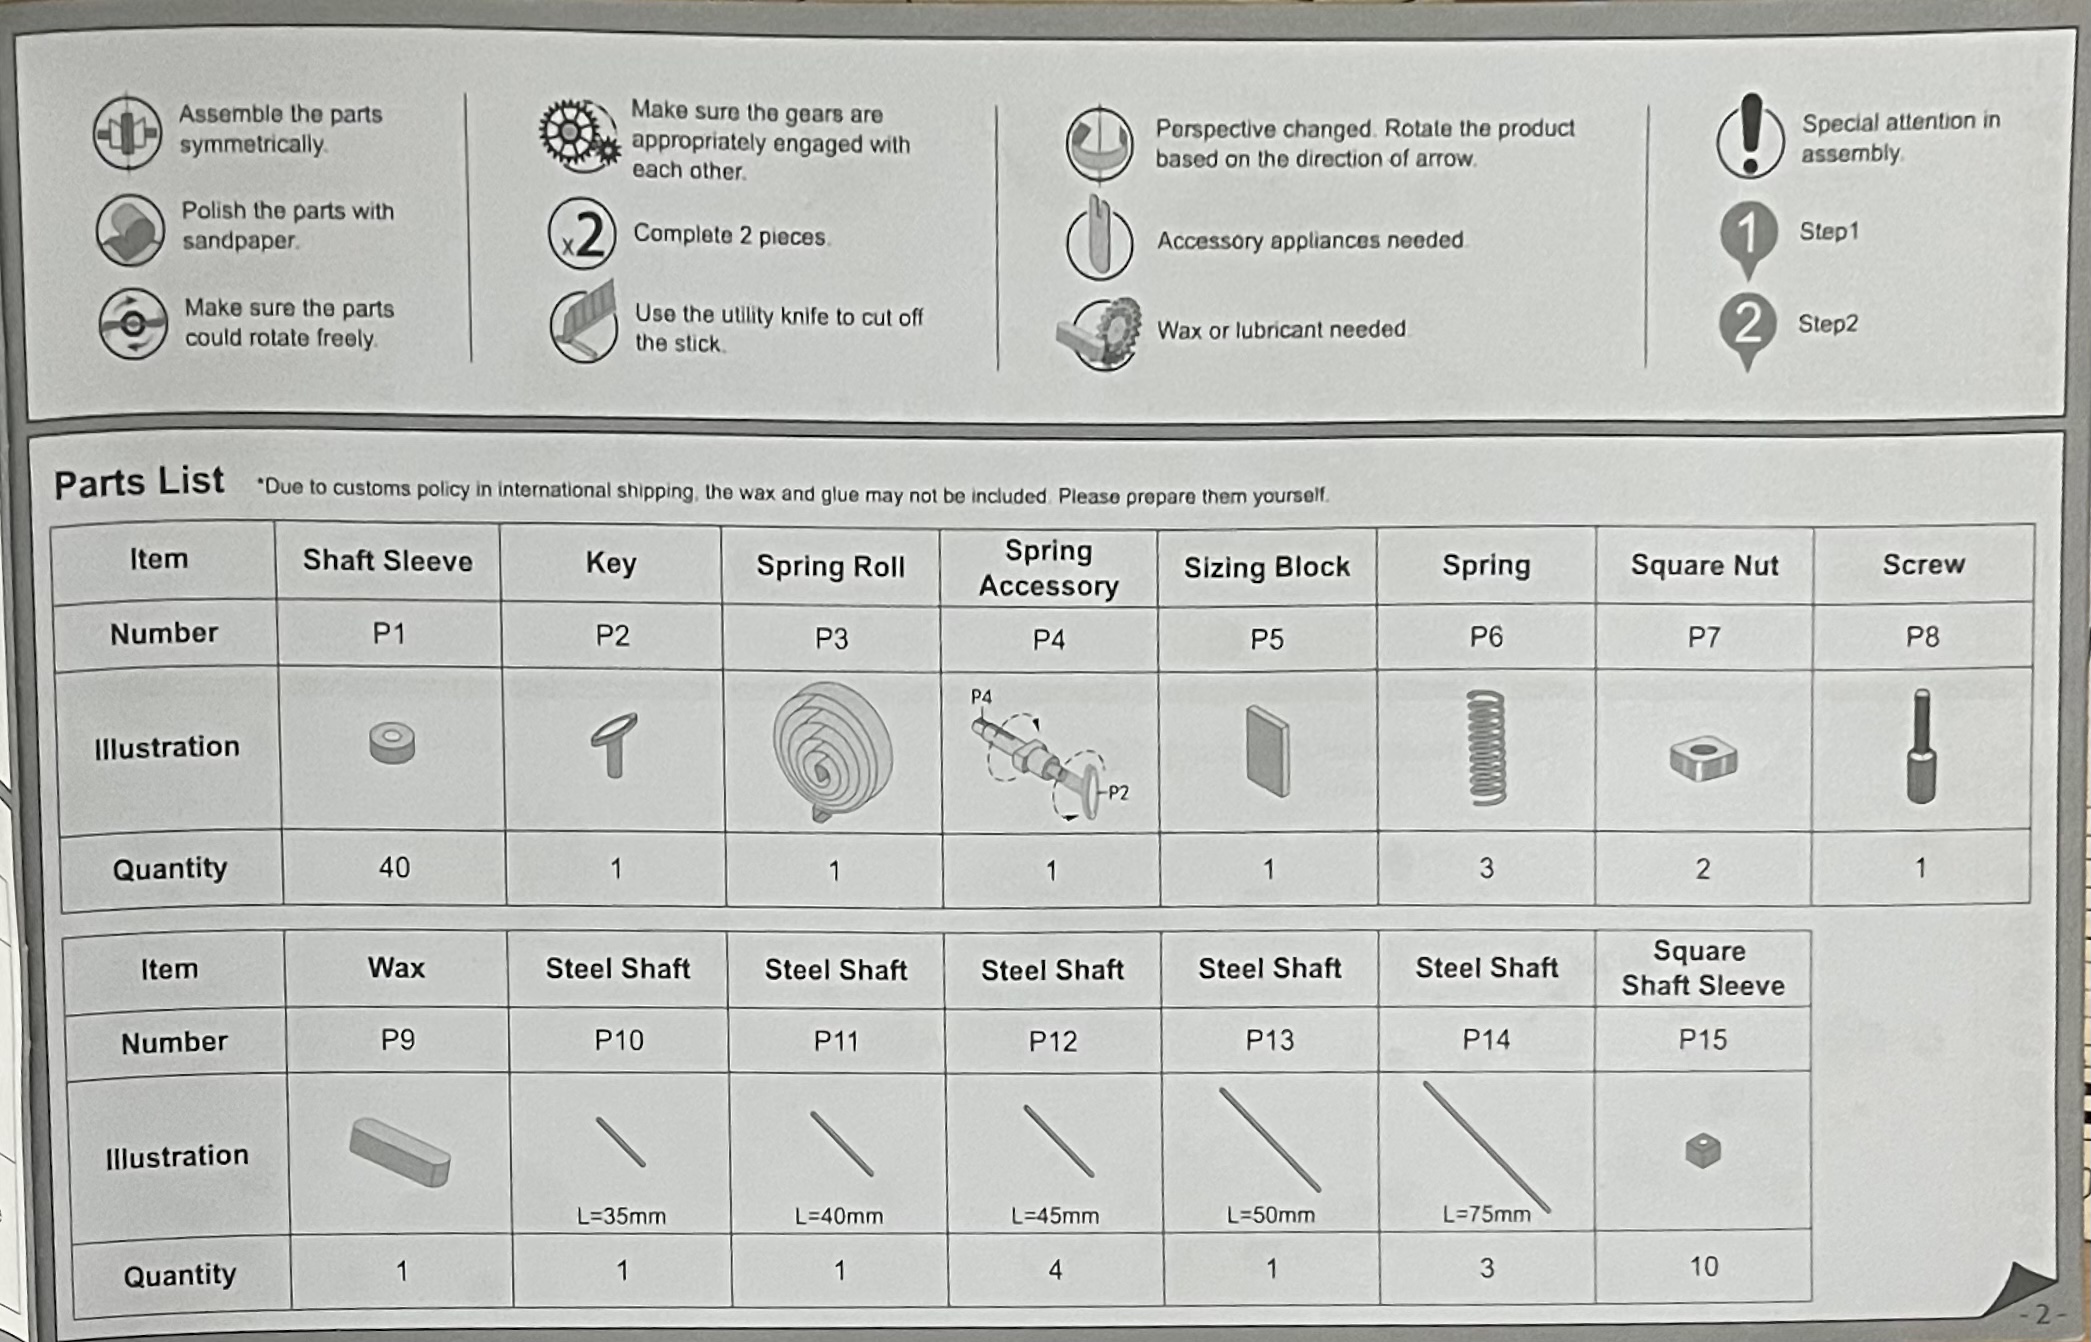 Assemble the parts
symmetrically.
Polish the parts with
sandpaper.
Make sure the parts
could rotate freely.
Make sure the gears are
appropriately engaged with
each other.
x2
Complete 2 pieces.
Use the utility knife to cut off
the stick.
Perspective changed. Rotate the product
based on the direction of arrow.
Accessory appliances needed
Wax or lubricant needed
Special attention in
assembly.
1 Step1
2 Step2
Parts List *Due to customs policy in international shipping, the wax and glue may not be included. Please prepare them yourself.
Item Shaft Sleeve Key Spring Roll Spring Accessory Sizing Block Spring Square Nut Screw
Number P1 P2 P3 P4 P5 P6 P7 P8
Illustration P4 P2
Quantity 40 1 1 1 1 3 2 1
Item Wax Steel Shaft Steel Shaft Steel Shaft Steel Shaft Steel Shaft Square Shaft Sleeve
Number P9 P10 P11 P12 P13 P14 P15
Illustration L=35mm L=40mm L=45mm L=50mm L=75mm
Quantity 1 1 1 4 1 3 10
-2-